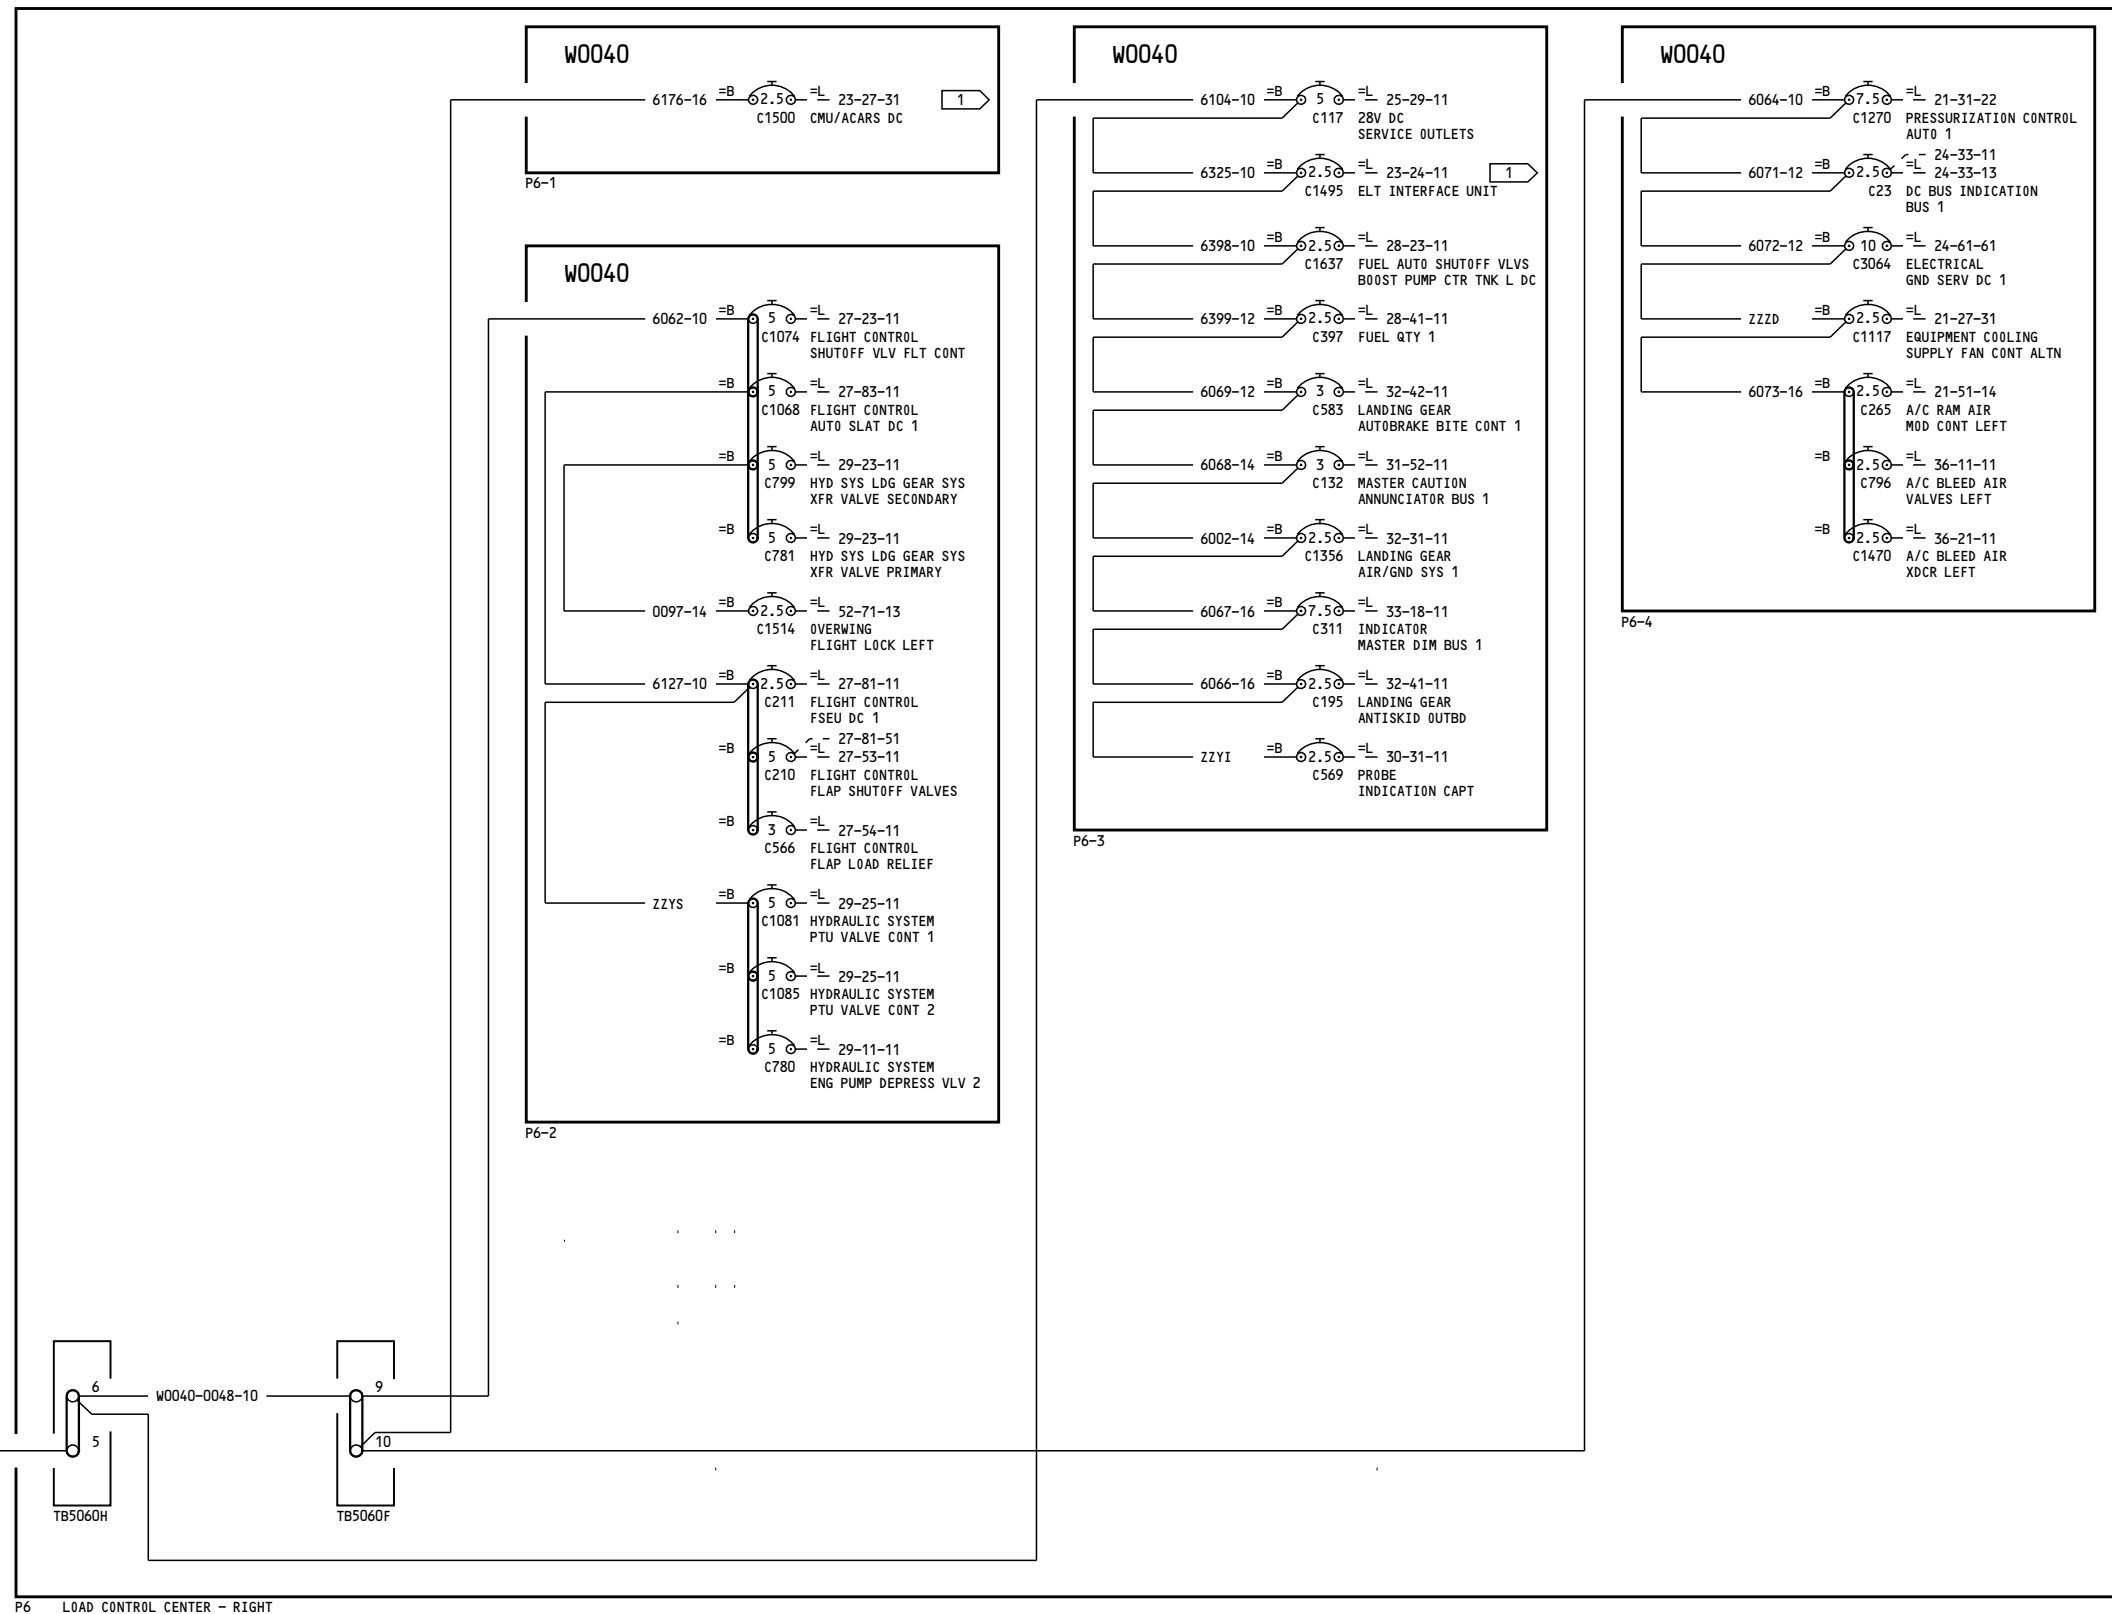 W0040
6176-16 =B 2.5 =L 23-27-31 1
C1500 CMU/ACARS DC
P6-1
W0040
6062-10 =B 5 =L 27-23-11
C1074 FLIGHT CONTROL
SHUTOFF VLV FLT CONT
=B 5 =L 27-83-11
C1068 FLIGHT CONTROL
AUTO SLAT DC 1
=B 5 =L 29-23-11
C799 HYD SYS LDG GEAR SYS
XFR VALVE SECONDARY
=B 5 =L 29-23-11
C781 HYD SYS LDG GEAR SYS
XFR VALVE PRIMARY
0097-14 =B 2.5 =L 52-71-13
C1514 OVERWING
FLIGHT LOCK LEFT
6127-10 =B 2.5 =L 27-81-11
C211 FLIGHT CONTROL
FSEU DC 1
27-81-51
=B 5 =L 27-53-11
C210 FLIGHT CONTROL
FLAP SHUTOFF VALVES
=B 3 =L 27-54-11
C566 FLIGHT CONTROL
FLAP LOAD RELIEF
ZZYS =B 5 =L 29-25-11
C1081 HYDRAULIC SYSTEM
PTU VALVE CONT 1
=B 5 =L 29-25-11
C1085 HYDRAULIC SYSTEM
PTU VALVE CONT 2
=B 5 =L 29-11-11
C780 HYDRAULIC SYSTEM
ENG PUMP DEPRESS VLV 2
P6-2
W0040
6104-10 =B 5 =L 25-29-11
C117 28V DC
SERVICE OUTLETS
6325-10 =B 2.5 =L 23-24-11 1
C1495 ELT INTERFACE UNIT
6398-10 =B 2.5 =L 28-23-11
C1637 FUEL AUTO SHUTOFF VLVS
BOOST PUMP CTR TNK L DC
6399-12 =B 2.5 =L 28-41-11
C397 FUEL QTY 1
6069-12 =B 3 =L 32-42-11
C583 LANDING GEAR
AUTOBRAKE BITE CONT 1
6068-14 =B 3 =L 31-52-11
C132 MASTER CAUTION
ANNUNCIATOR BUS 1
6002-14 =B 2.5 =L 32-31-11
C1356 LANDING GEAR
AIR/GND SYS 1
6067-16 =B 7.5 =L 33-18-11
C311 INDICATOR
MASTER DIM BUS 1
6066-16 =B 2.5 =L 32-41-11
C195 LANDING GEAR
ANTISKID OUTBD
ZZYI =B 2.5 =L 30-31-11
C569 PROBE
INDICATION CAPT
P6-3
W0040
6064-10 =B 7.5 =L 21-31-22
C1270 PRESSURIZATION CONTROL
AUTO 1
24-33-11
6071-12 =B 2.5 =L 24-33-13
C23 DC BUS INDICATION
BUS 1
6072-12 =B 10 =L 24-61-61
C3064 ELECTRICAL
GND SERV DC 1
ZZZD =B 2.5 =L 21-27-31
C1117 EQUIPMENT COOLING
SUPPLY FAN CONT ALTN
6073-16 =B 2.5 =L 21-51-14
C265 A/C RAM AIR
MOD CONT LEFT
=B 2.5 =L 36-11-11
C796 A/C BLEED AIR
VALVES LEFT
=B 2.5 =L 36-21-11
C1470 A/C BLEED AIR
XDCR LEFT
P6-4
6 W0040-0048-10 9
5 10
TB5060H TB5060F
P6 LOAD CONTROL CENTER - RIGHT